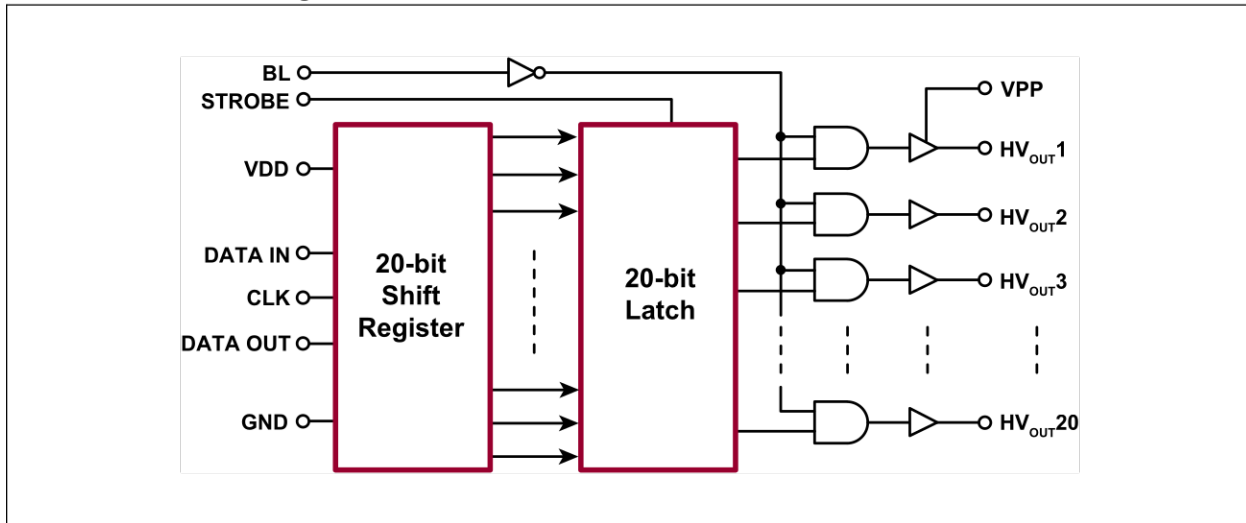 BL
STROBE
VDD
DATA IN
CLK
DATA OUT
GND
20-bit
Shift
Register
20-bit
Latch
VPP
HVOUT1
HVOUT2
HVOUT3
HVOUT20